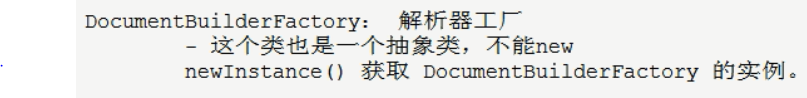 DocumentBuilderFactory： 解析器工厂
- 这个类也是一个抽象类，不能new
newInstance() 获取 DocumentBuilderFactory 的实例。